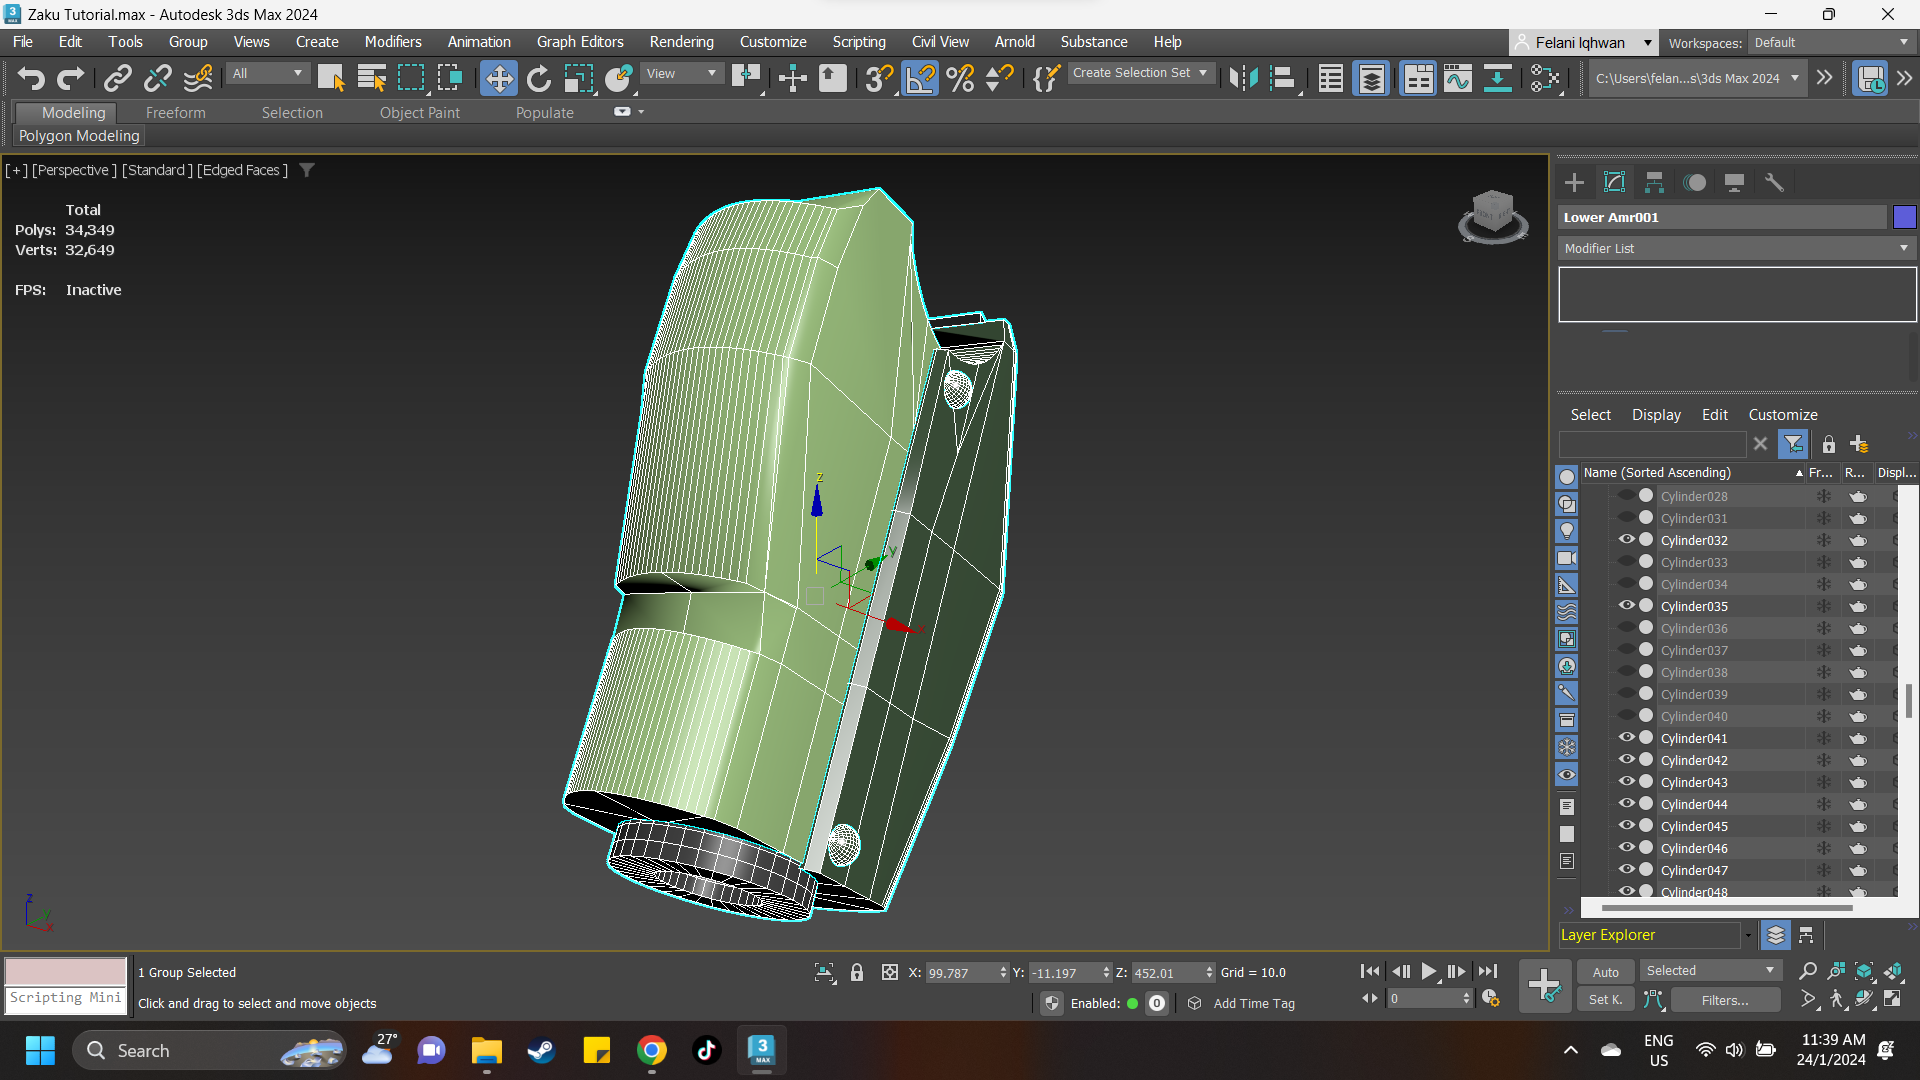 Zaku Tutorial.max - Autodesk 3ds Max 2024
File Edit Tools Group Views Create Modifiers Animation Graph Editors Rendering Customize Scripting Civil View Arnold Substance Help
Felani Iqhwan
Workspaces: Default
All
View
Create Selection Set
C:\Users\felan...s\3ds Max 2024
Modeling Freeform Selection Object Paint Populate
Polygon Modeling
[+] [Perspective ] [Standard ] [Edged Faces ]
Total
Polys: 34,349
Verts: 32,649
FPS: Inactive
Lower Amr001
Modifier List
Select Display Edit Customize
Name (Sorted Ascending) Fr... R... Displ...
Cylinder028
Cylinder031
Cylinder032
Cylinder033
Cylinder034
Cylinder035
Cylinder036
Cylinder037
Cylinder038
Cylinder039
Cylinder040
Cylinder041
Cylinder042
Cylinder043
Cylinder044
Cylinder045
Cylinder046
Cylinder047
Cylinder048
Layer Explorer
z
y
x
z
y
x
1 Group Selected
X: 99.787 Y: -11.197 Z: 452.01 Grid = 10.0
Scripting Mini
Click and drag to select and move objects
Enabled: 0 Add Time Tag
0
Auto Selected
Set K. Filters...
Search
27°
ENG
US
11:39 AM
24/1/2024